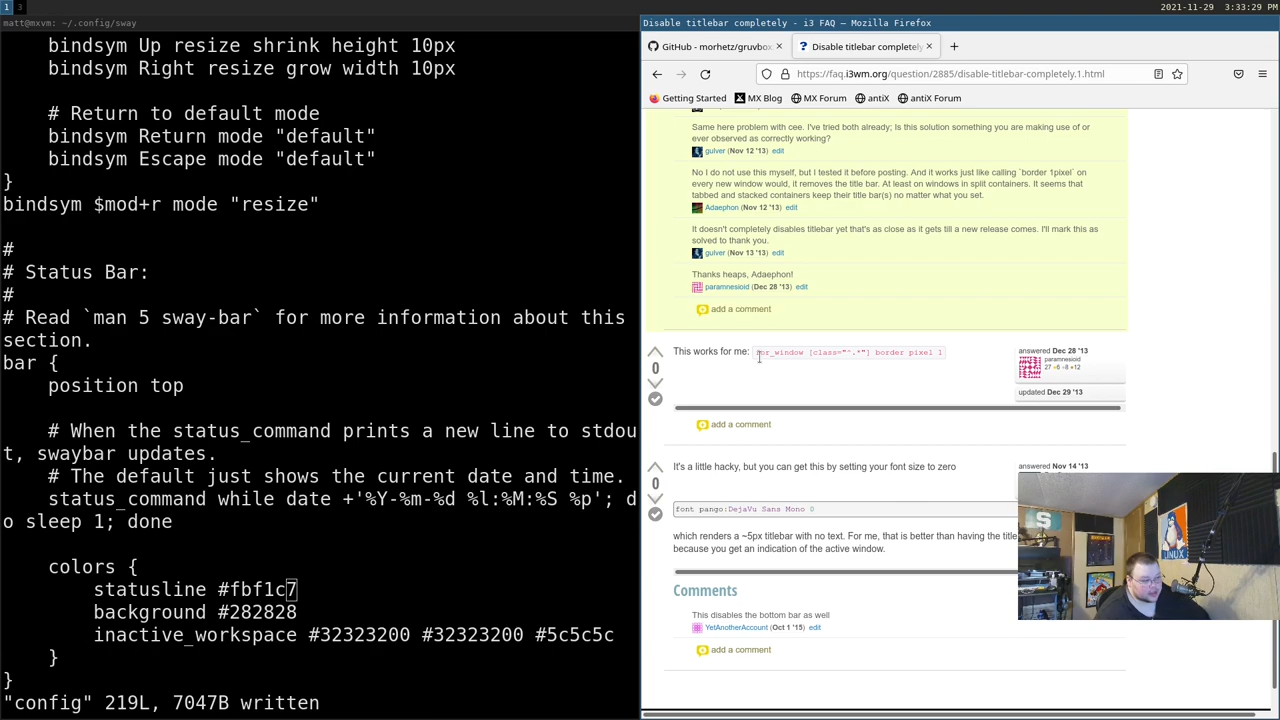 1 3
2021-11-29 3:33:29 PM
matt@mxvm: ~/.config/sway
    bindsym Up resize shrink height 10px
    bindsym Right resize grow width 10px
    # Return to default mode
    bindsym Return mode "default"
    bindsym Escape mode "default"
}
bindsym $mod+r mode "resize"
#
# Status Bar:
#
# Read `man 5 sway-bar` for more information about this
section.
bar {
    position top
    # When the status_command prints a new line to stdou
t, swaybar updates.
    # The default just shows the current date and time.
    status_command while date +'%Y-%m-%d %l:%M:%S %p'; d
o sleep 1; done
    colors {
        statusline #fbf1c7
        background #282828
        inactive_workspace #32323200 #32323200 #5c5c5c
    }
}
"config" 219L, 7047B written
Disable titlebar completely - i3 FAQ — Mozilla Firefox
GitHub - morhetz/gruvbox
? Disable titlebar completely
https://faq.i3wm.org/question/2885/disable-titlebar-completely.1.html
Getting Started MX Blog MX Forum antiX antiX Forum
Same here problem with cee. I've tried both already; Is this solution something you are making use of or
ever observed as correctly working?
gulver (Nov 12 '13) edit
No I do not use this myself, but I tested it before posting. And it works just like calling `border 1pixel` on
every new window would, it removes the title bar. At least on windows in split containers. It seems that
tabbed and stacked containers keep their title bar(s) no matter what you set.
Adaephon (Nov 12 '13) edit
It doesn't completely disables titlebar yet that's as close as it gets till a new release comes. I'll mark this as
solved to thank you.
gulver (Nov 13 '13) edit
Thanks heaps, Adaephon!
paramnesioid (Dec 28 '13) edit
add a comment
0
This works for me: for_window [class="^.*"] border pixel 1
answered Dec 28 '13
paramnesioid
27 6 8 12
updated Dec 29 '13
add a comment
0
It's a little hacky, but you can get this by setting your font size to zero
answered Nov 14 '13
font pango:DejaVu Sans Mono 0
which renders a ~5px titlebar with no text. For me, that is better than having the title
because you get an indication of the active window.
Comments
This disables the bottom bar as well
YetAnotherAccount (Oct 1 '15) edit
add a comment
S
LINUX